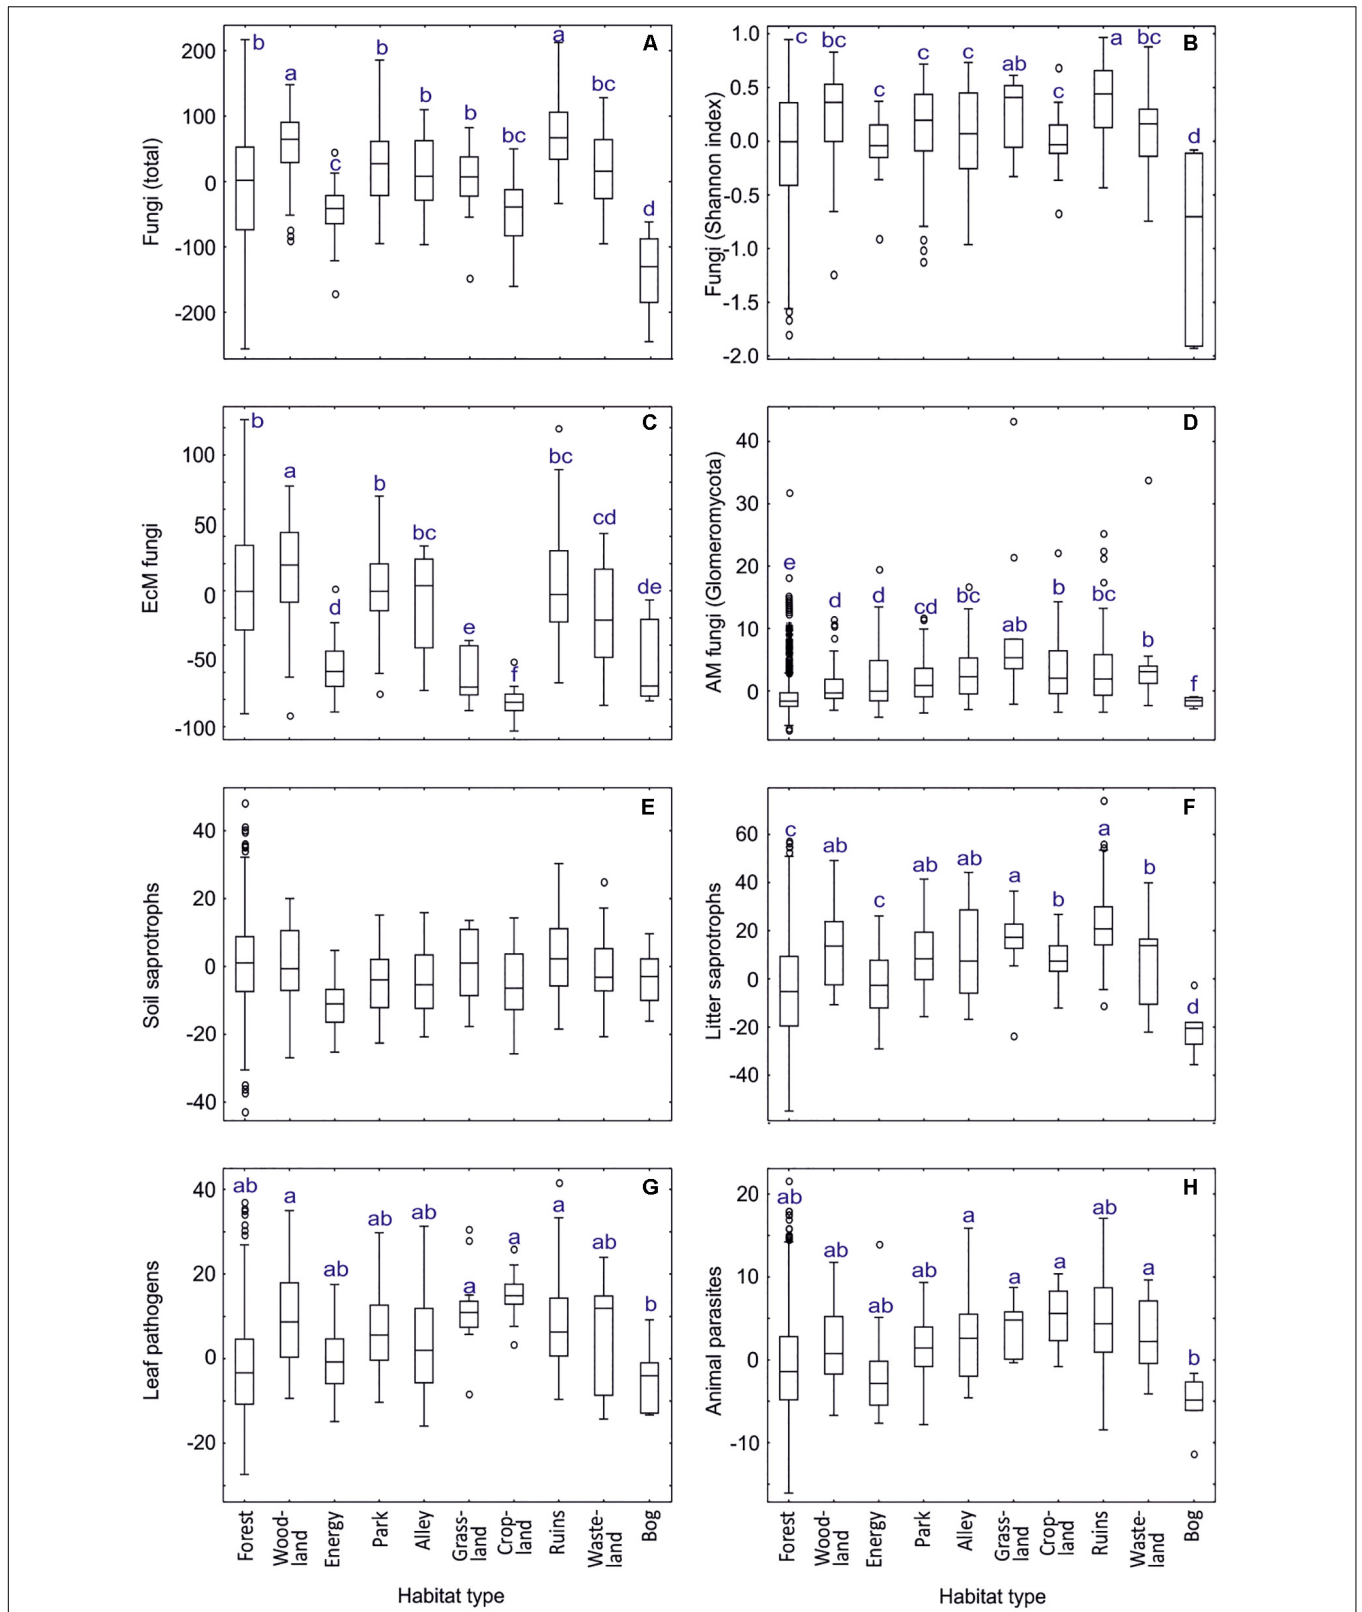 A
Fungi (total)
200
100
0
-100
-200
b
a
c
b
b
b
bc
a
bc
d
B
Fungi (Shannon index)
1.0
0.5
0.0
-0.5
-1.0
-1.5
-2.0
c
bc
c
c
c
ab
c
a
bc
d
C
EcM fungi
100
50
0
-50
-100
b
a
d
b
bc
e
f
bc
cd
de
D
AM fungi (Glomeromycota)
40
30
20
10
0
e
d
d
cd
bc
ab
b
bc
b
f
E
Soil saprotrophs
40
20
0
-20
-40
F
Litter saprotrophs
60
40
20
0
-20
-40
c
ab
c
ab
ab
a
b
a
b
d
G
Leaf pathogens
40
20
0
-20
ab
a
ab
ab
ab
a
a
a
ab
b
Forest
Wood-
land
Energy
Park
Alley
Grass-
land
Crop-
land
Ruins
Waste-
land
Bog
Habitat type
H
Animal parasites
20
10
0
-10
ab
ab
ab
ab
a
a
a
ab
a
b
Forest
Wood-
land
Energy
Park
Alley
Grass-
land
Crop-
land
Ruins
Waste-
land
Bog
Habitat type